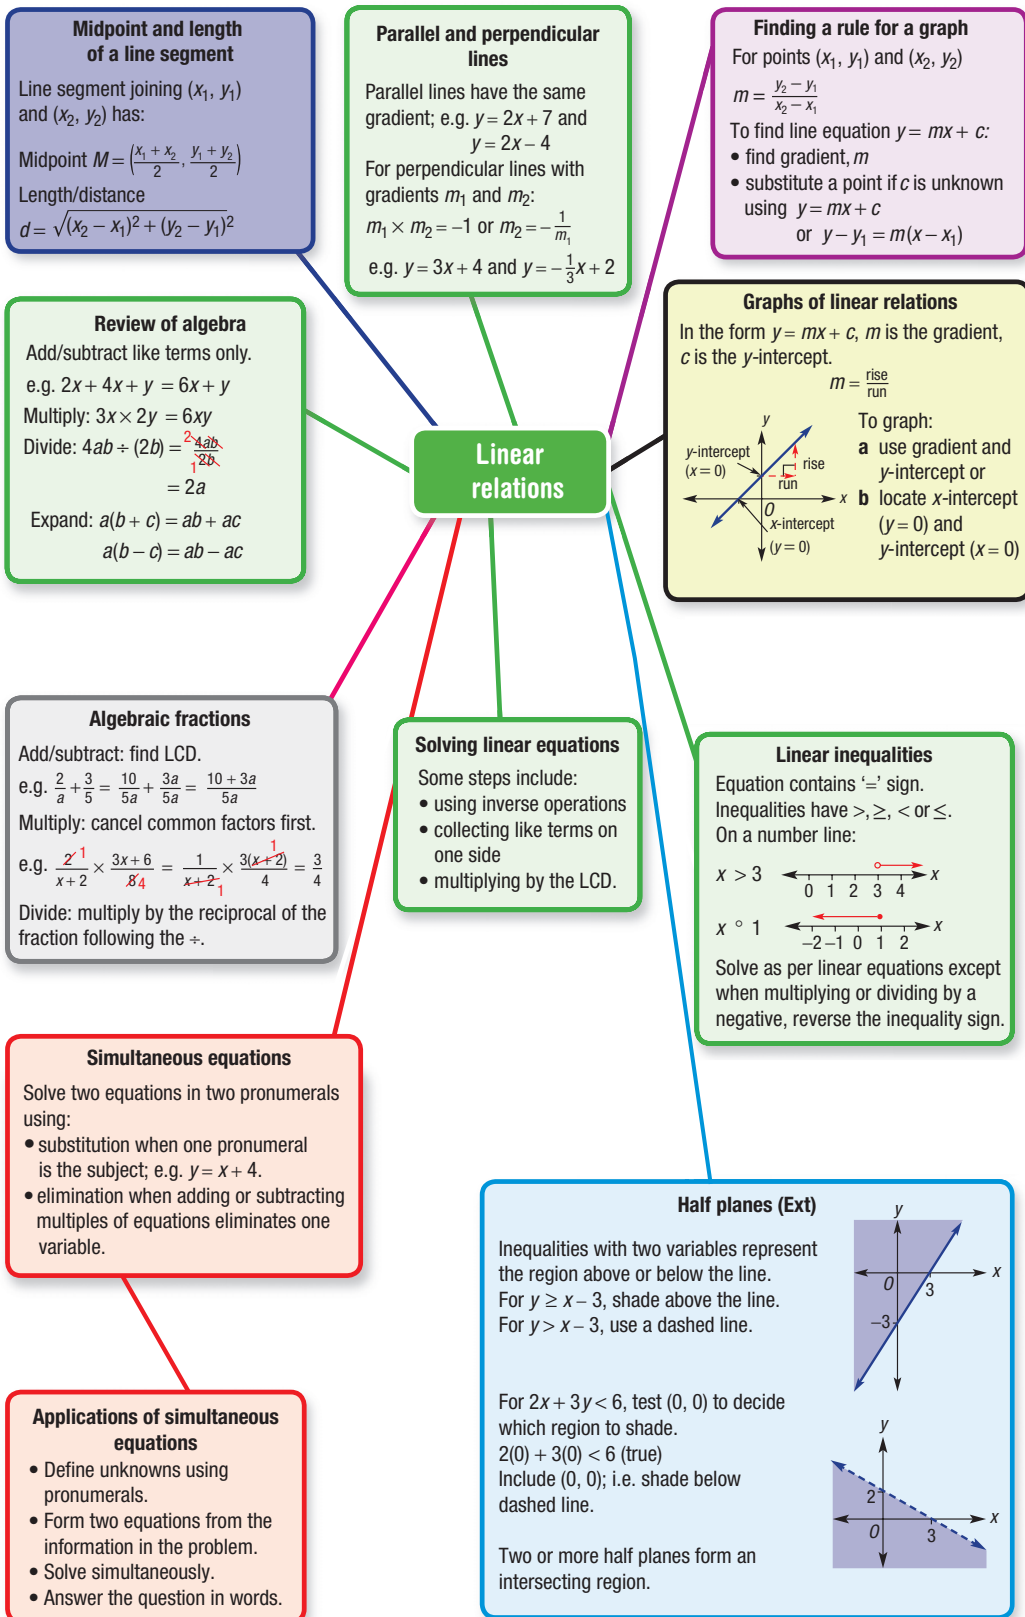 Midpoint and length
of a line segment
Line segment joining (x₁, y₁)
and (x₂, y₂) has:
Midpoint M = ((x₁ + x₂)/2, (y₁ + y₂)/2)
Length/distance
d = √((x₂ − x₁)² + (y₂ − y₁)²)
Parallel and perpendicular
lines
Parallel lines have the same
gradient; e.g. y = 2x + 7 and
y = 2x − 4
For perpendicular lines with
gradients m₁ and m₂:
m₁ × m₂ = −1 or m₂ = −1/m₁
e.g. y = 3x + 4 and y = −1/3x + 2
Finding a rule for a graph
For points (x₁, y₁) and (x₂, y₂)
m = (y₂ − y₁)/(x₂ − x₁)
To find line equation y = mx + c:
• find gradient, m
• substitute a point if c is unknown
using y = mx + c
or y − y₁ = m(x − x₁)
Review of algebra
Add/subtract like terms only.
e.g. 2x + 4x + y = 6x + y
Multiply: 3x × 2y = 6xy
Divide: 4ab ÷ (2b) = ²4ab/₁2b
= 2a
Expand: a(b + c) = ab + ac
a(b − c) = ab − ac
Linear
relations
Graphs of linear relations
In the form y = mx + c, m is the gradient,
c is the y-intercept.
m = rise/run
y
y-intercept
(x = 0)
rise
run
x
O
x-intercept
(y = 0)
To graph:
a use gradient and
y-intercept or
b locate x-intercept
(y = 0) and
y-intercept (x = 0)
Algebraic fractions
Add/subtract: find LCD.
e.g. 2/a + 3/5 = 10/5a + 3a/5a = (10 + 3a)/5a
Multiply: cancel common factors first.
e.g. 2 1/(x + 2) × (3x + 6)/8 4 = 1/(x + 2) 1 × 3(x + 2) 1/4 = 3/4
Divide: multiply by the reciprocal of the
fraction following the ÷.
Solving linear equations
Some steps include:
• using inverse operations
• collecting like terms on
one side
• multiplying by the LCD.
Linear inequalities
Equation contains ‘=’ sign.
Inequalities have >, ≥, < or ≤.
On a number line:
x > 3
0 1 2 3 4 x
x ° 1
−2 −1 0 1 2 x
Solve as per linear equations except
when multiplying or dividing by a
negative, reverse the inequality sign.
Simultaneous equations
Solve two equations in two pronumerals
using:
• substitution when one pronumeral
is the subject; e.g. y = x + 4.
• elimination when adding or subtracting
multiples of equations eliminates one
variable.
Applications of simultaneous
equations
• Define unknowns using
pronumerals.
• Form two equations from the
information in the problem.
• Solve simultaneously.
• Answer the question in words.
Half planes (Ext)
Inequalities with two variables represent
the region above or below the line.
For y ≥ x − 3, shade above the line.
For y > x − 3, use a dashed line.
y
x
O
3
−3
For 2x + 3y < 6, test (0, 0) to decide
which region to shade.
2(0) + 3(0) < 6 (true)
Include (0, 0); i.e. shade below
dashed line.
y
2
x
O
3
Two or more half planes form an
intersecting region.